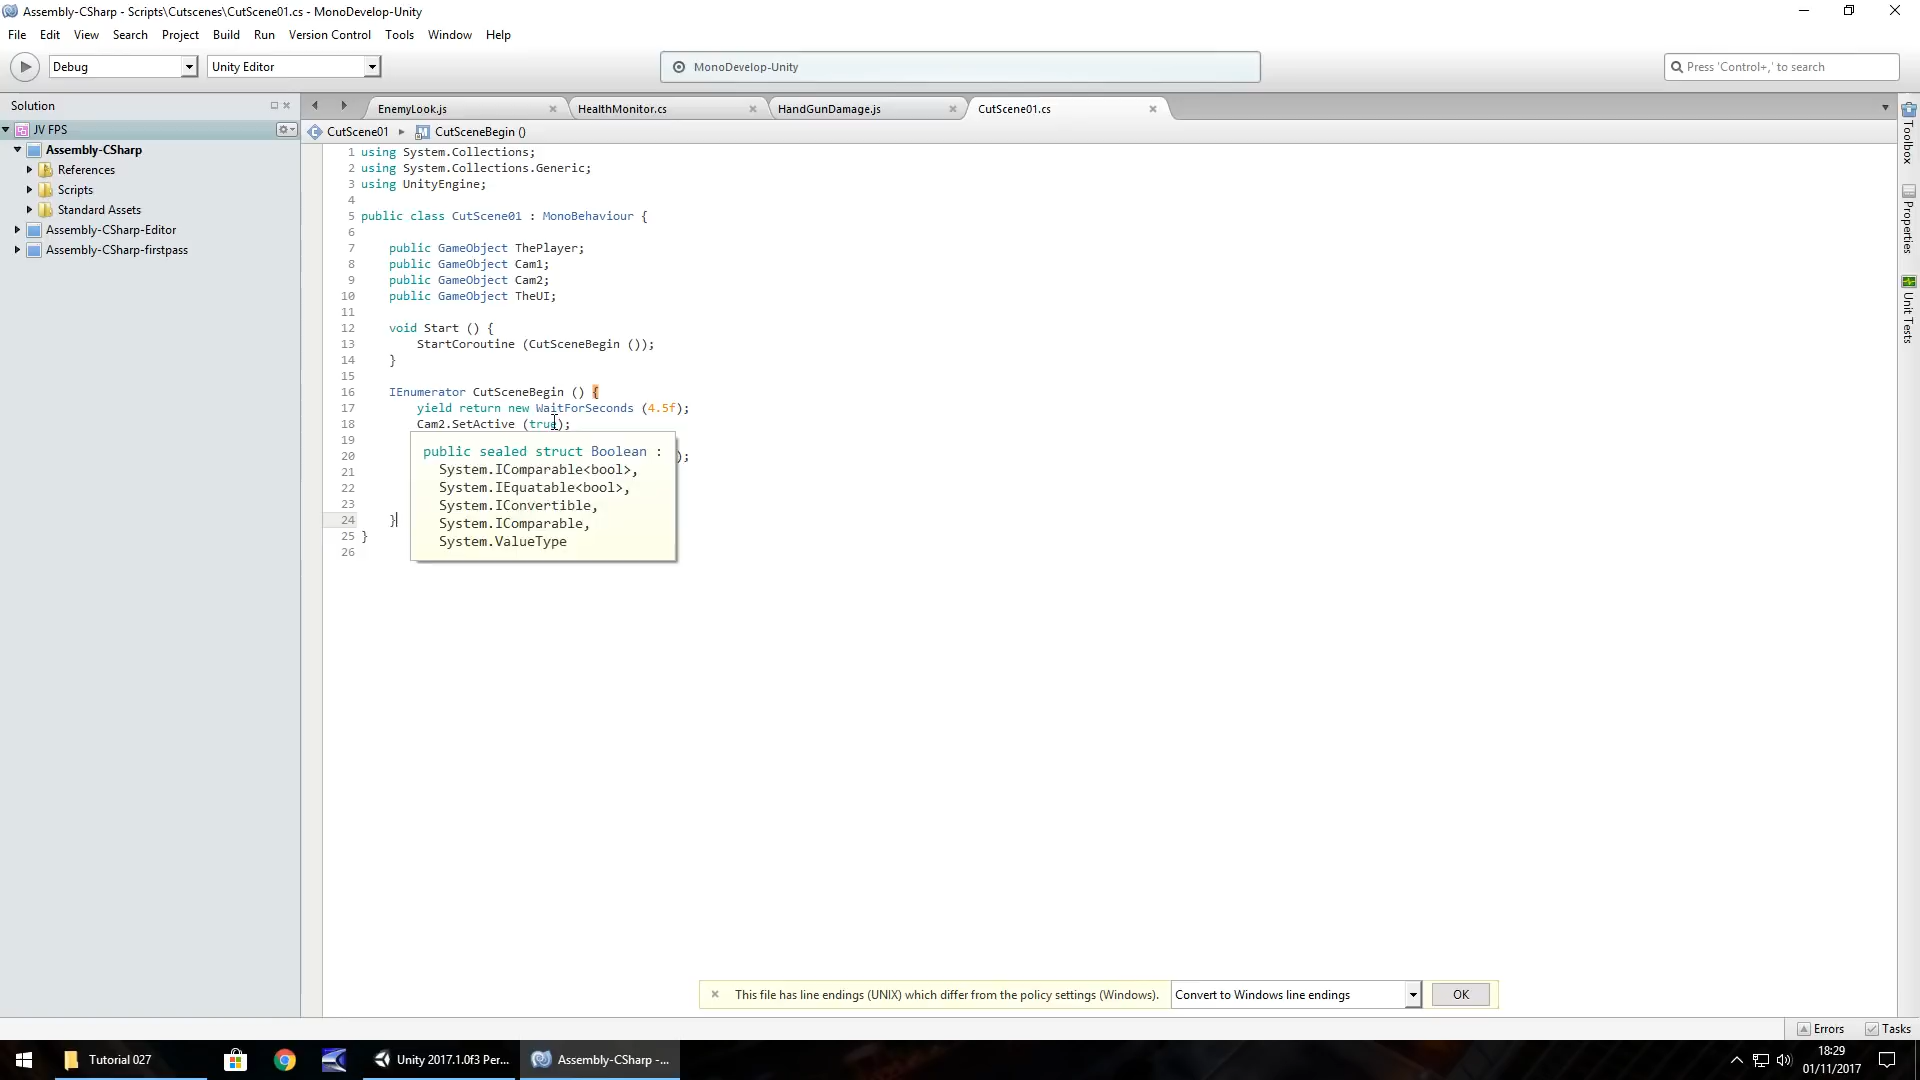 Assembly-CSharp - Scripts\Cutscenes\CutScene01.cs - MonoDevelop-Unity
File Edit View Search Project Build Run Version Control Tools Window Help
Debug Unity Editor MonoDevelop-Unity Press 'Control+,' to search
Solution
JV FPS
Assembly-CSharp
References
Scripts
Standard Assets
Assembly-CSharp-Editor
Assembly-CSharp-firstpass
EnemyLook.js HealthMonitor.cs HandGunDamage.js CutScene01.cs
CutScene01 CutSceneBegin ()
1 using System.Collections;
2 using System.Collections.Generic;
3 using UnityEngine;
4
5 public class CutScene01 : MonoBehaviour {
6
7 public GameObject ThePlayer;
8 public GameObject Cam1;
9 public GameObject Cam2;
10 public GameObject TheUI;
11
12 void Start () {
13 StartCoroutine (CutSceneBegin ());
14 }
15
16 IEnumerator CutSceneBegin () {
17 yield return new WaitForSeconds (4.5f);
18 Cam2.SetActive (true);
19
20 );
21
22
23
24 }
25 }
26
public sealed struct Boolean :
System.IComparable<bool>,
System.IEquatable<bool>,
System.IConvertible,
System.IComparable,
System.ValueType
Toolbox
Properties
Unit Tests
This file has line endings (UNIX) which differ from the policy settings (Windows). Convert to Windows line endings OK
Errors Tasks
Tutorial 027 Unity 2017.1.0f3 Per... Assembly-CSharp -...
18:29
01/11/2017